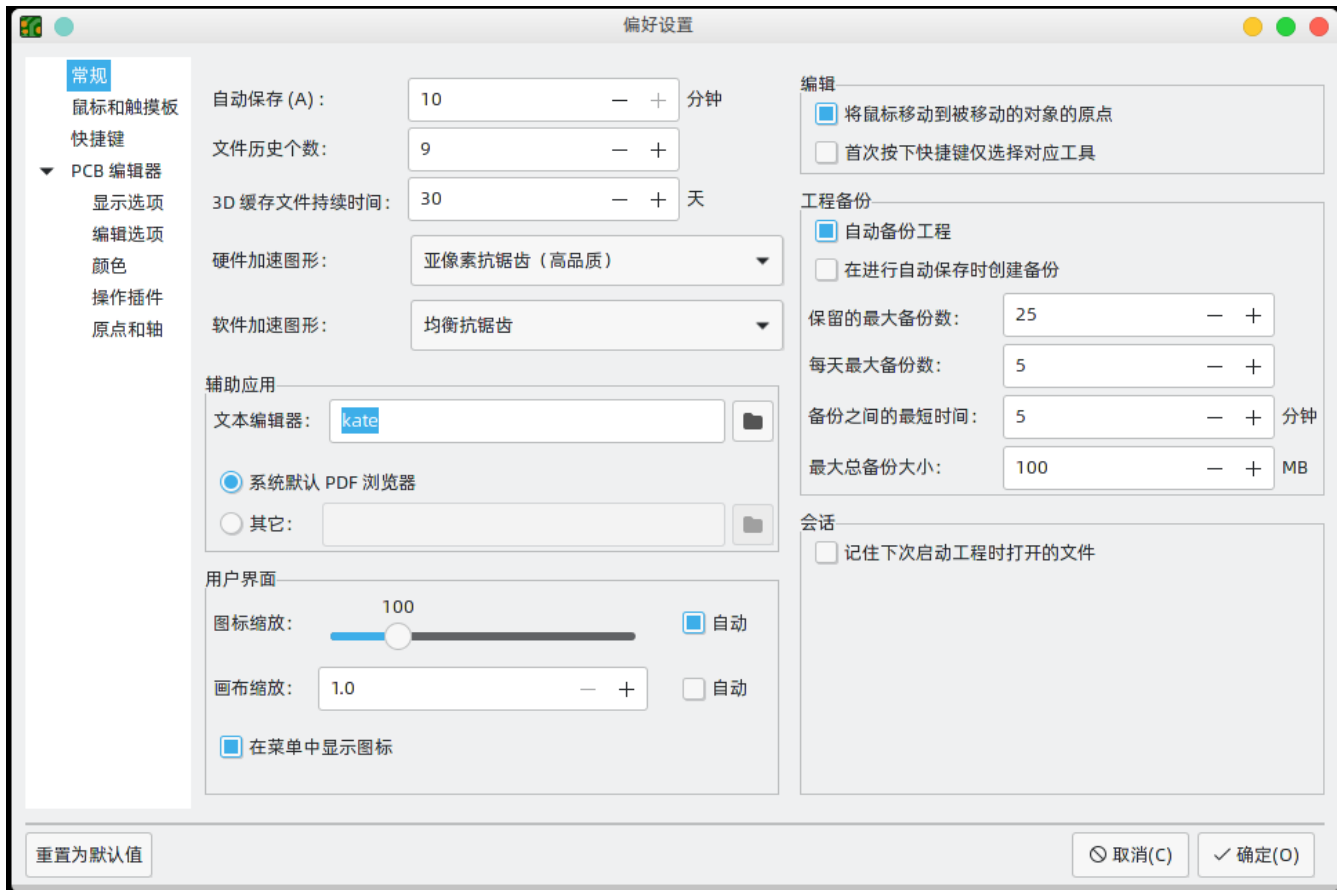 偏好设置
常规
鼠标和触摸板
快捷键
PCB 编辑器
显示选项
编辑选项
颜色
操作插件
原点和轴
自动保存 (A) : 10 分钟
文件历史个数: 9
3D 缓存文件持续时间: 30 天
硬件加速图形: 亚像素抗锯齿（高品质）
软件加速图形: 均衡抗锯齿
辅助应用
文本编辑器: kate
系统默认 PDF 浏览器
其它:
用户界面
100
图标缩放: 自动
画布缩放: 1.0 自动
在菜单中显示图标
编辑
将鼠标移动到被移动的对象的原点
首次按下快捷键仅选择对应工具
工程备份
自动备份工程
在进行自动保存时创建备份
保留的最大备份数: 25
每天最大备份数: 5
备份之间的最短时间: 5 分钟
最大总备份大小: 100 MB
会话
记住下次启动工程时打开的文件
重置为默认值
取消(C)
确定(O)